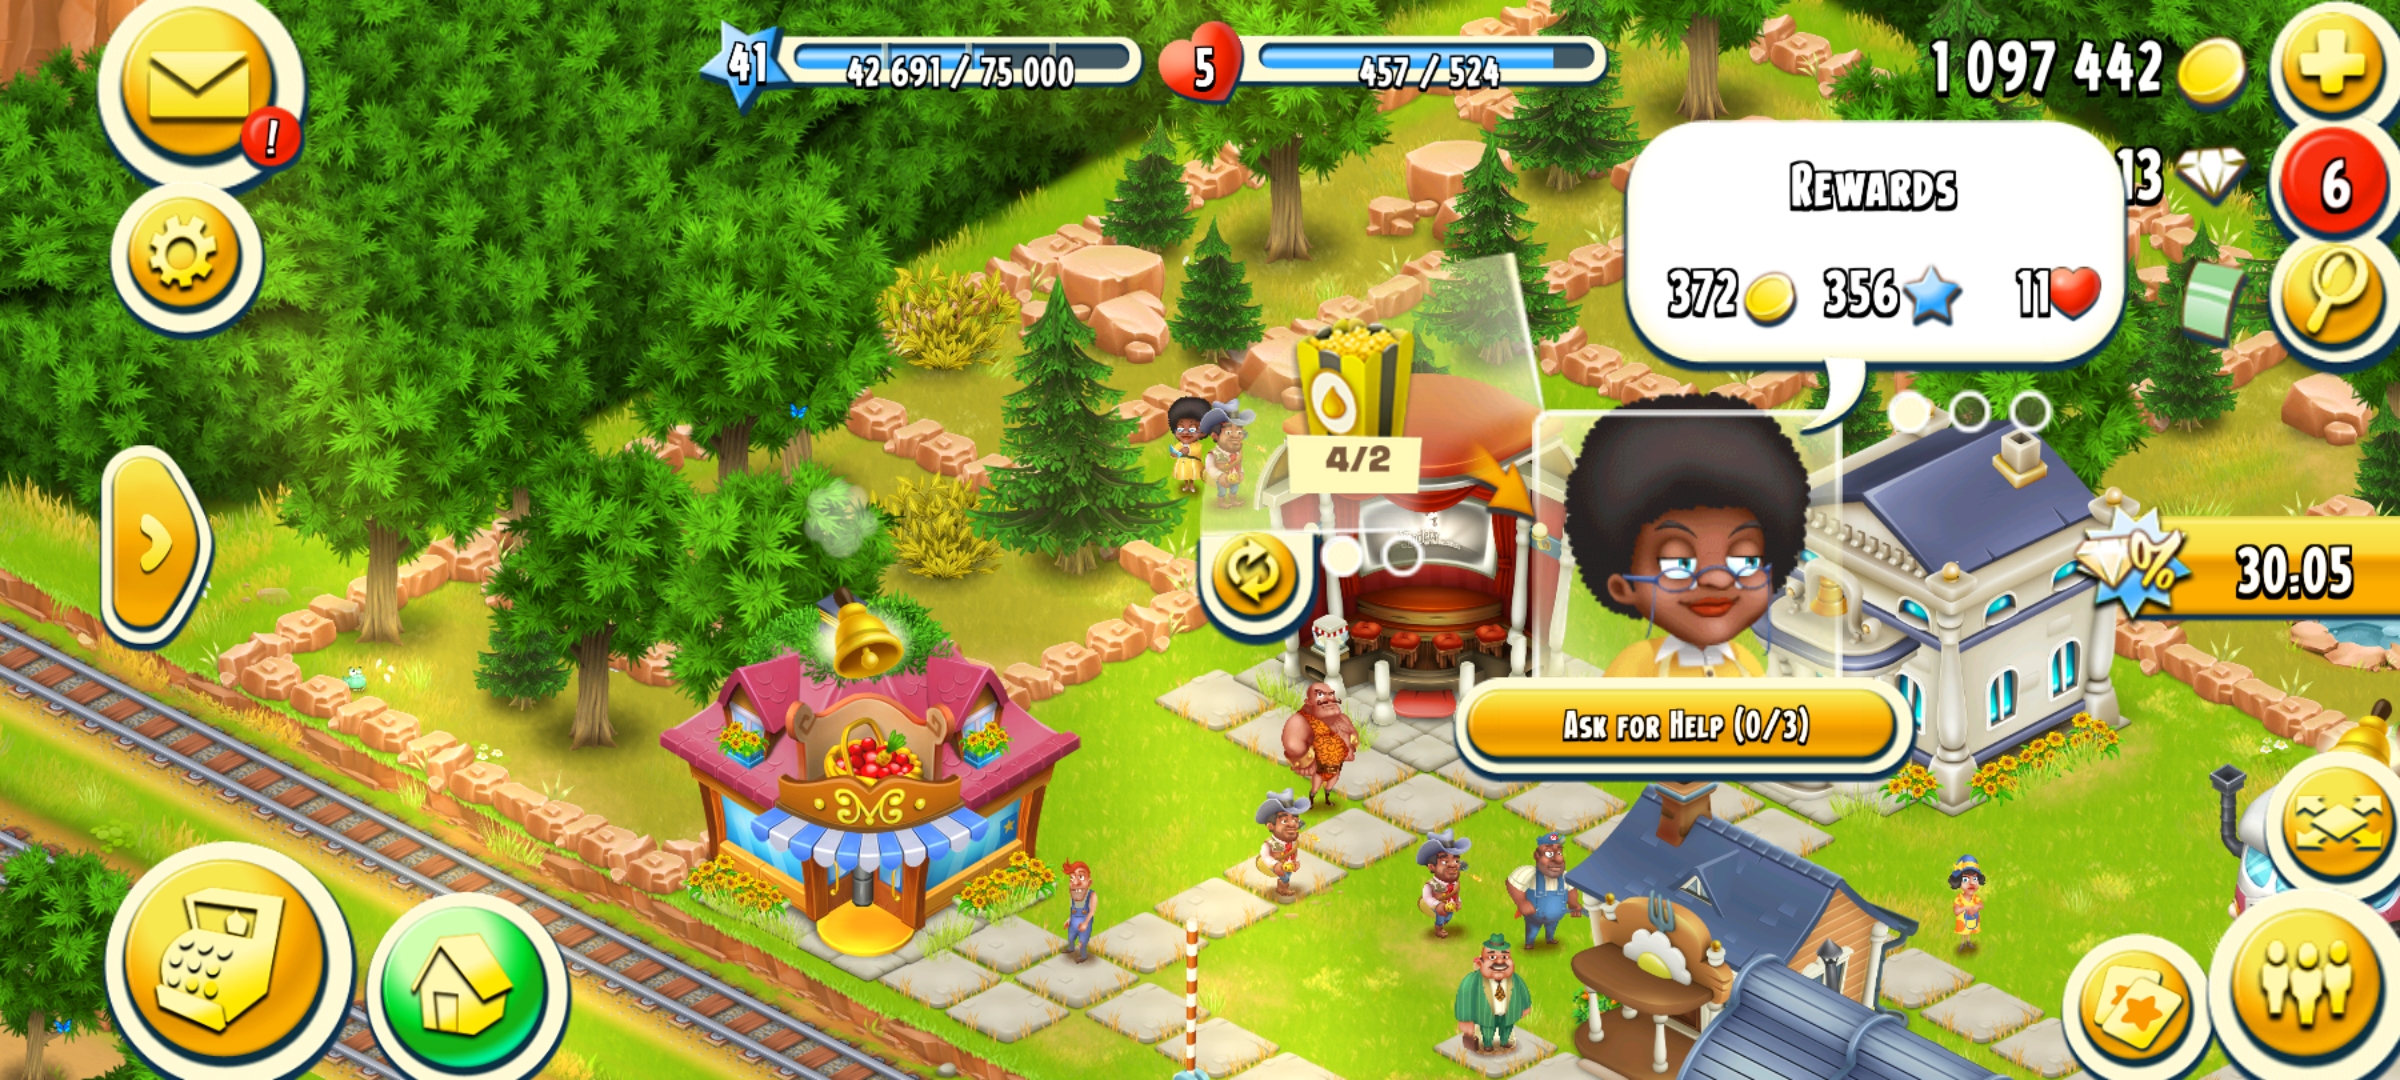 41
42 691 / 75 000
5
457 / 524
1 097 442
!
13
6
REWARDS
372
356
11
4/2
%
30:05
ASK FOR HELP (0/3)
M